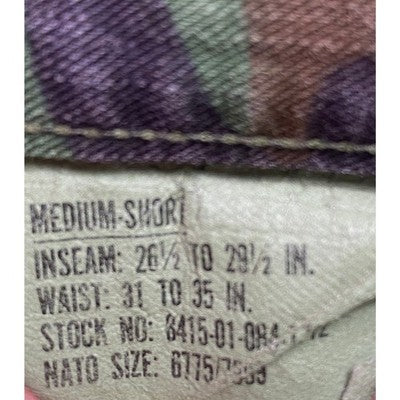 MEDIUM-SHORT
INSEAM: 26½ TO 29½ IN.
WAIST: 31 TO 35 IN.
STOCK NO:
NATO SIZE: